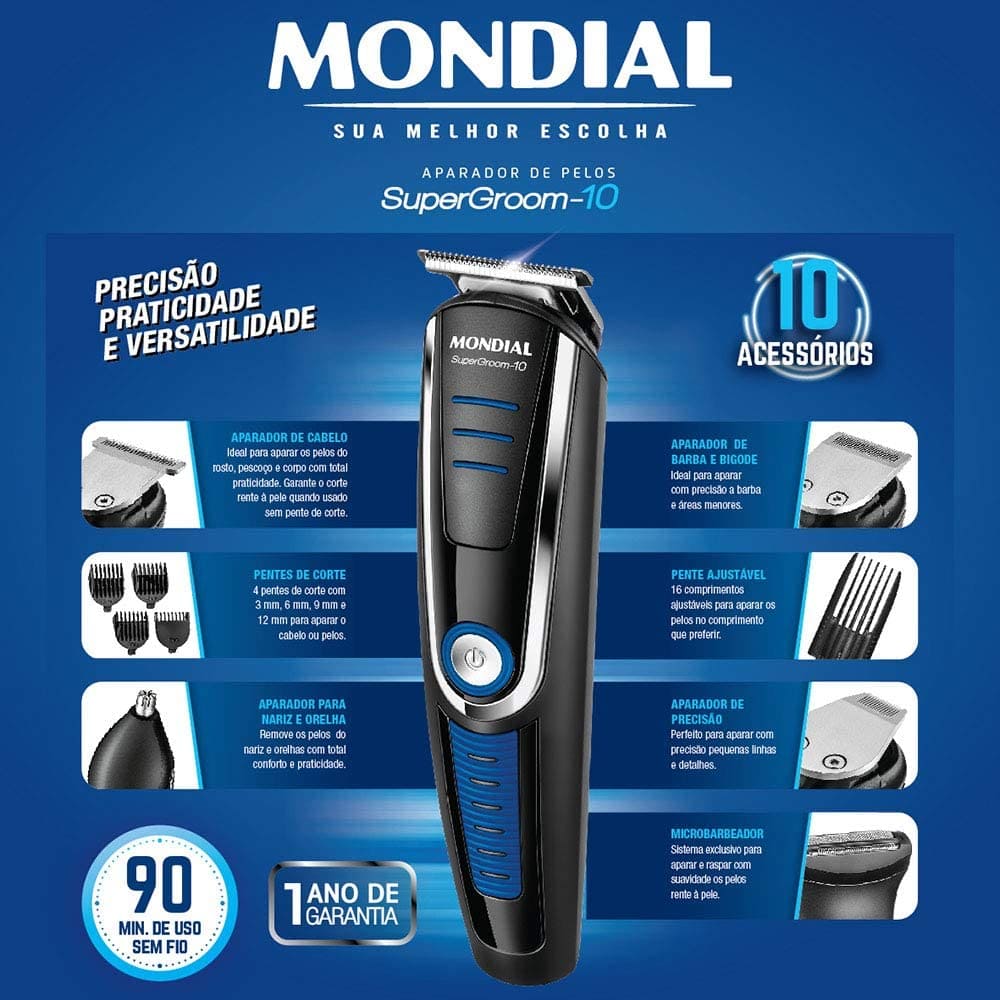 MONDIAL
SUA MELHOR ESCOLHA
APARADOR DE PELOS
SuperGroom-10
PRECISÃO
PRATICIDADE
E VERSATILIDADE
10
ACESSÓRIOS
MONDIAL
SuperGroom-10
APARADOR DE CABELO
Ideal para aparar os pelos do
rosto, pescoço e corpo com total
praticidade. Garante o corte
rente à pele quando usado
sem pente de corte.
APARADOR DE
BARBA E BIGODE
Ideal para aparar
com precisão a barba
e áreas menores.
PENTES DE CORTE
4 pentes de corte com
3 mm, 6 mm, 9 mm e
12 mm para aparar o
cabelo ou pelos.
PENTE AJUSTÁVEL
16 comprimentos
ajustáveis para aparar os
pelos no comprimento
que preferir.
APARADOR PARA
NARIZ E ORELHA
Remove os pelos do
nariz e orelhas com total
conforto e praticidade.
APARADOR DE
PRECISÃO
Perfeito para aparar com
precisão pequenas linhas
e detalhes.
MICROBARBEADOR
Sistema exclusivo para
aparar e raspar com
suavidade os pelos
rente à pele.
90
MIN. DE USO
SEM FIO
1 ANO DE
GARANTIA